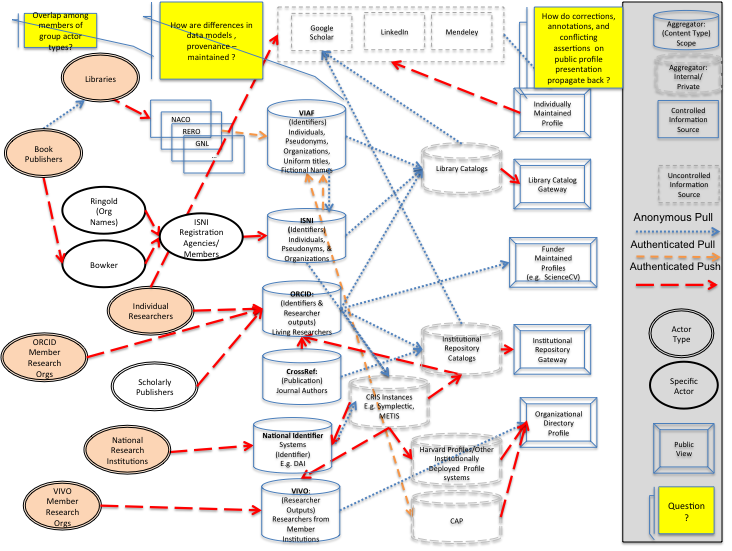 Overlap among
members of
group actor
types?
How are differences in
data models ,
provenance –
maintained ?
Google
Scholar
LinkedIn
Mendeley
How do corrections,
annotations, and
conflicting
assertions on
public profile
presentation
propagate back ?
Aggregator:
(Content Type)
Scope
Aggregator:
Internal/
Private
Controlled
Information
Source
Uncontrolled
Information
Source
Anonymous Pull
Authenticated Pull
Authenticated Push
Actor
Type
Specific
Actor
Public
View
Question
?
Libraries
Book
Publishers
NACO
RERO
GNL
...
VIAF
(Identifiers)
Individuals,
Pseudonyms,
Organizations,
Uniform titles,
Fictional Names
Individually
Maintained
Profile
Library Catalogs
Library Catalog
Gateway
Ringold
(Org
Names)
Bowker
ISNI
Registration
Agencies/
Members
ISNI
(Identifiers)
Individuals,
Pseudonyms, &
Organizations
Funder
Maintained
Profiles
(e.g. ScienceCV)
Individual
Researchers
ORCID:
(Identifiers &
Researcher
outputs)
Living Researchers
ORCID
Member
Research
Orgs
Institutional
Repository
Catalogs
Institutional
Repository
Gateway
Scholarly
Publishers
CrossRef:
(Publication)
Journal Authors
CRIS Instances
E.g. Symplectic,
METIS
Organizational
Directory
Profile
National
Research
Institutions
National Identifier
Systems
(Identifier)
E.g. DAI
Harvard Profiles/Other
Institutionally
Deployed Profile
systems
VIVO
Member
Research
Orgs
VIVO:
(Researcher
Outputs)
Researchers from
Member
Institutions
CAP